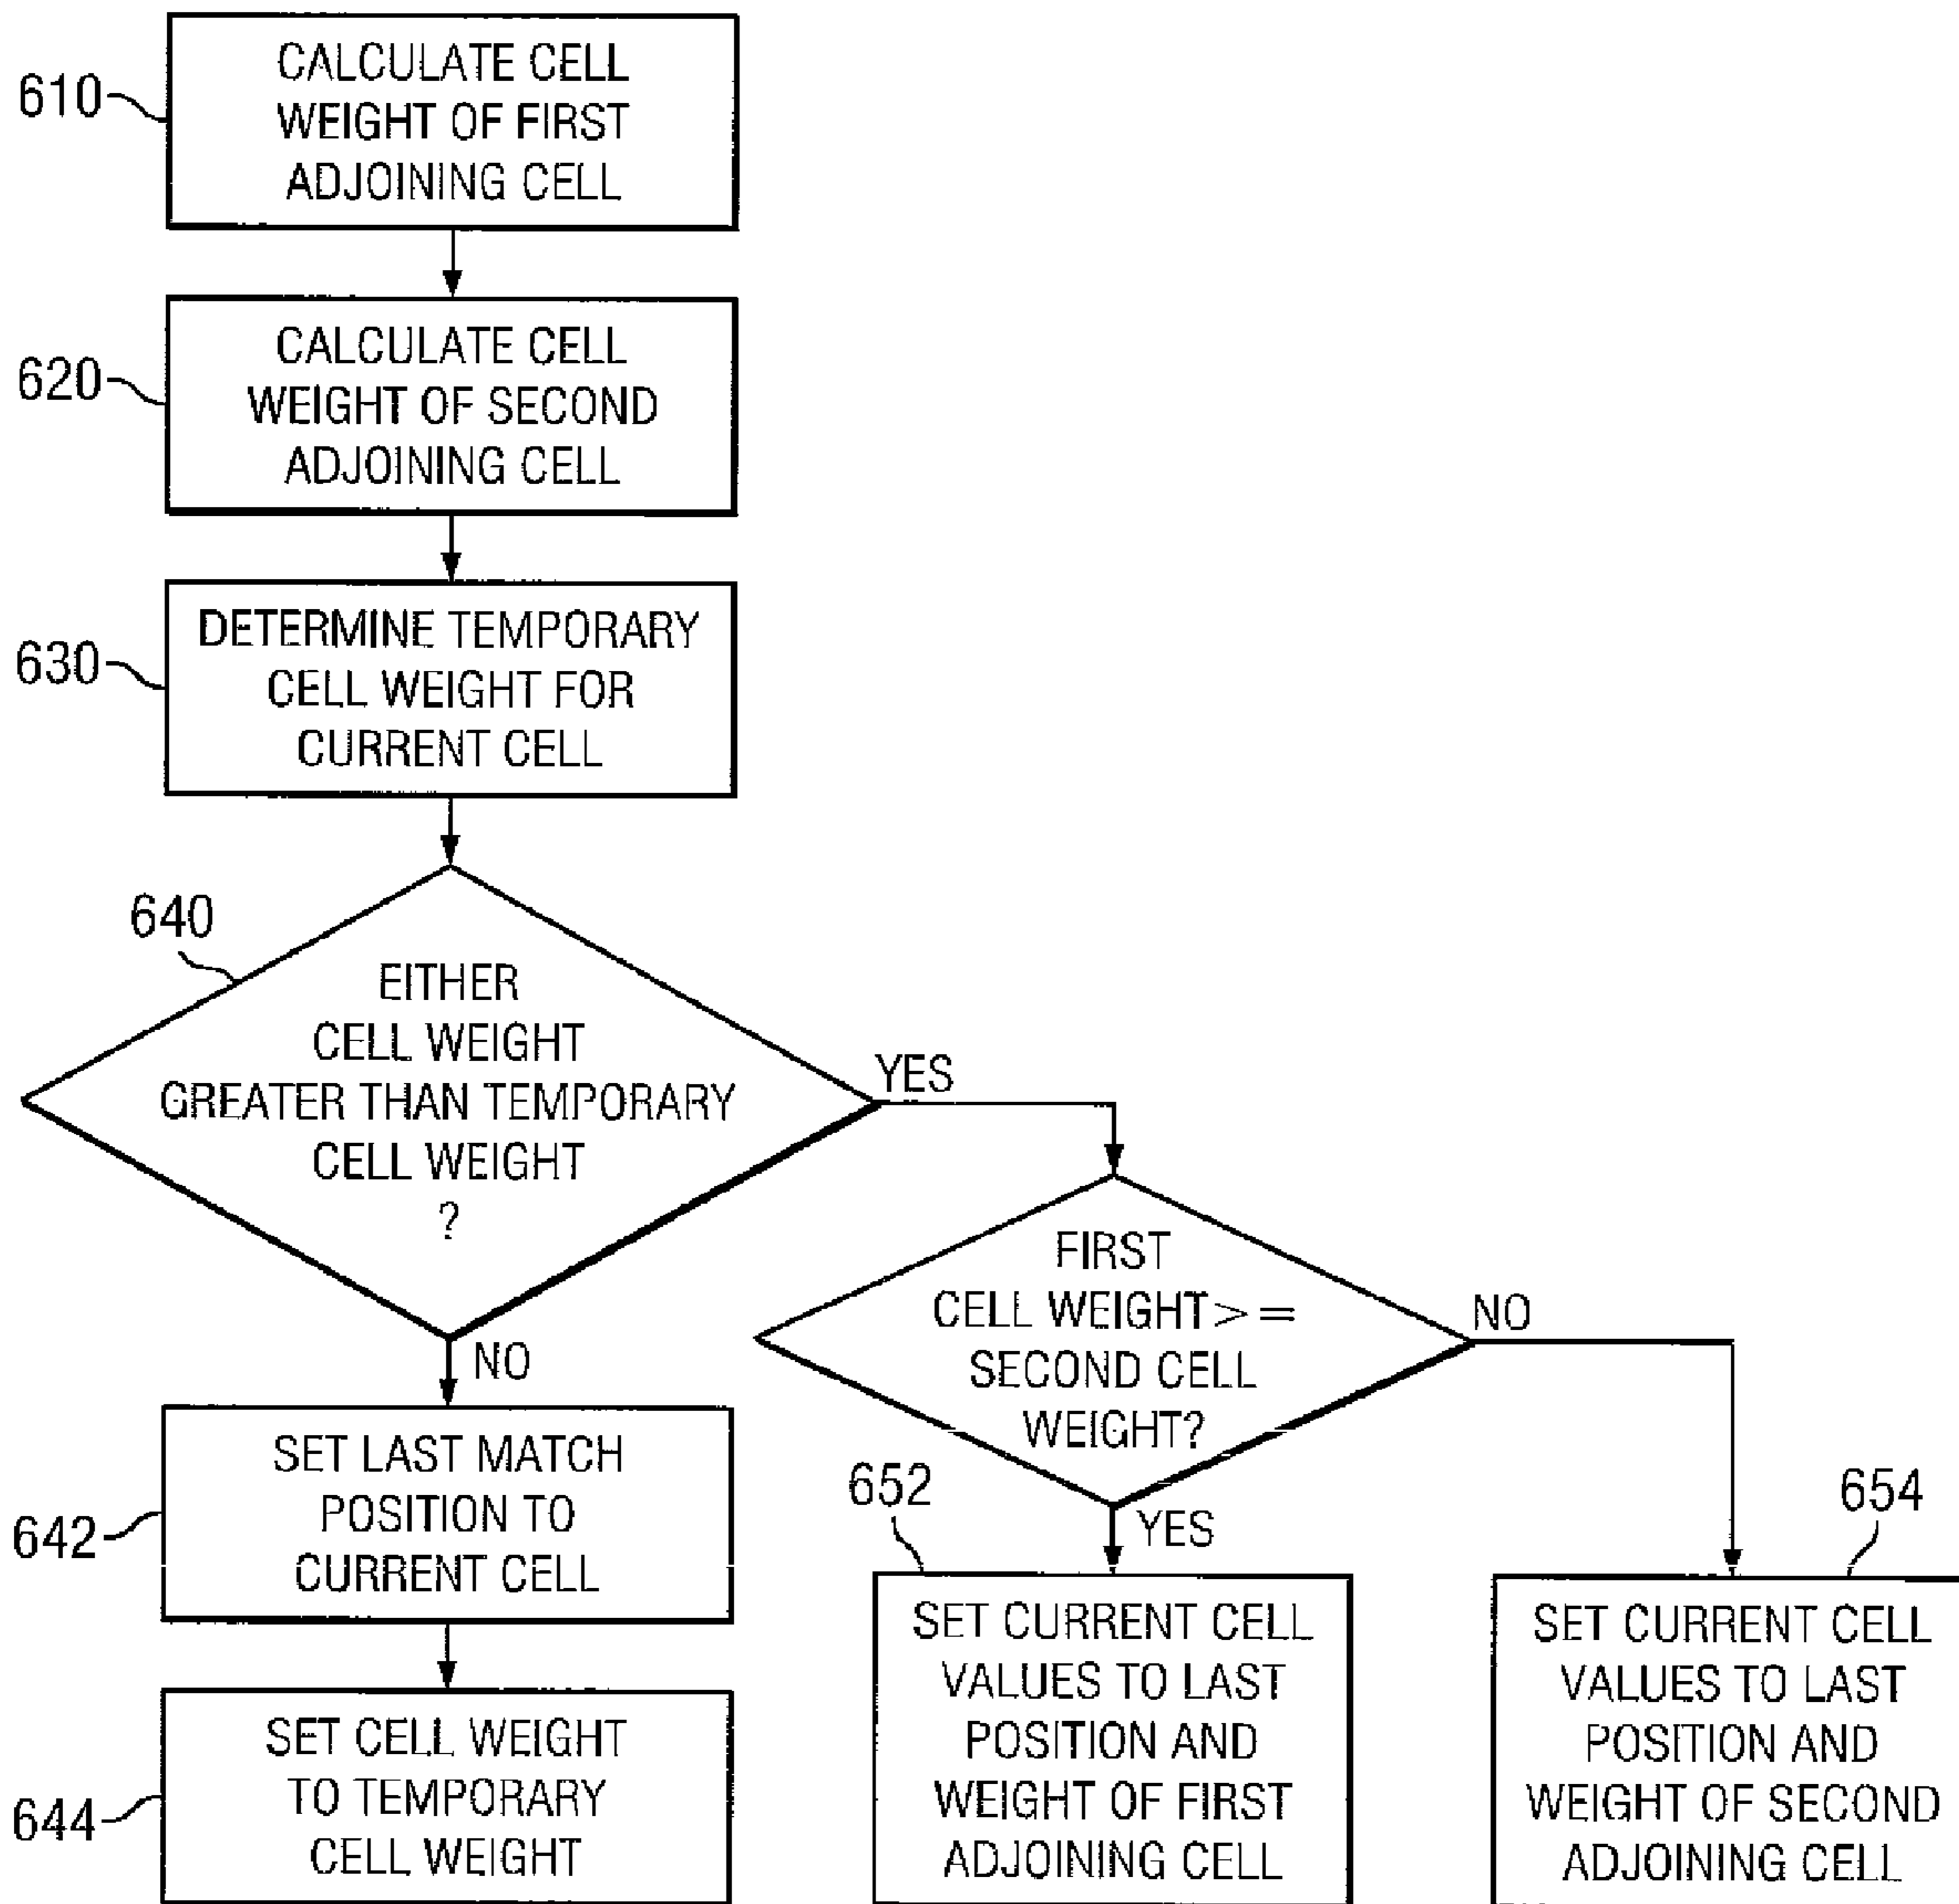 610
CALCULATE CELL
WEIGHT OF FIRST
ADJOINING CELL
620
CALCULATE CELL
WEIGHT OF SECOND
ADJOINING CELL
630
DETERMINE TEMPORARY
CELL WEIGHT FOR
CURRENT CELL
640
EITHER
CELL WEIGHT
GREATER THAN TEMPORARY
CELL WEIGHT
?
YES
NO
FIRST
CELL WEIGHT >=
SECOND CELL
WEIGHT?
NO
YES
642
SET LAST MATCH
POSITION TO
CURRENT CELL
644
SET CELL WEIGHT
TO TEMPORARY
CELL WEIGHT
652
SET CURRENT CELL
VALUES TO LAST
POSITION AND
WEIGHT OF FIRST
ADJOINING CELL
654
SET CURRENT CELL
VALUES TO LAST
POSITION AND
WEIGHT OF SECOND
ADJOINING CELL